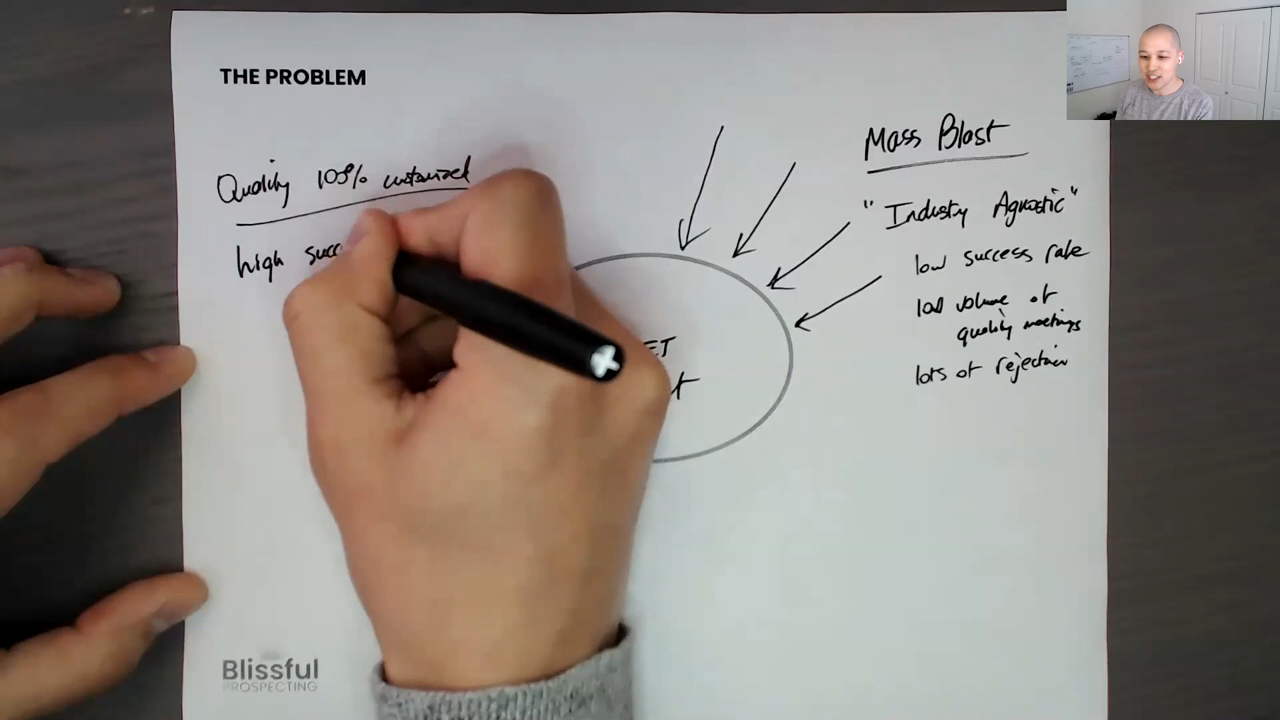 THE PROBLEM
Quality 100% customized
high succ
ET
Mass Blast
"Industry Agnostic"
low success rate
low volume of
quality meetings
lots of rejection
Blissful
PROSPECTING